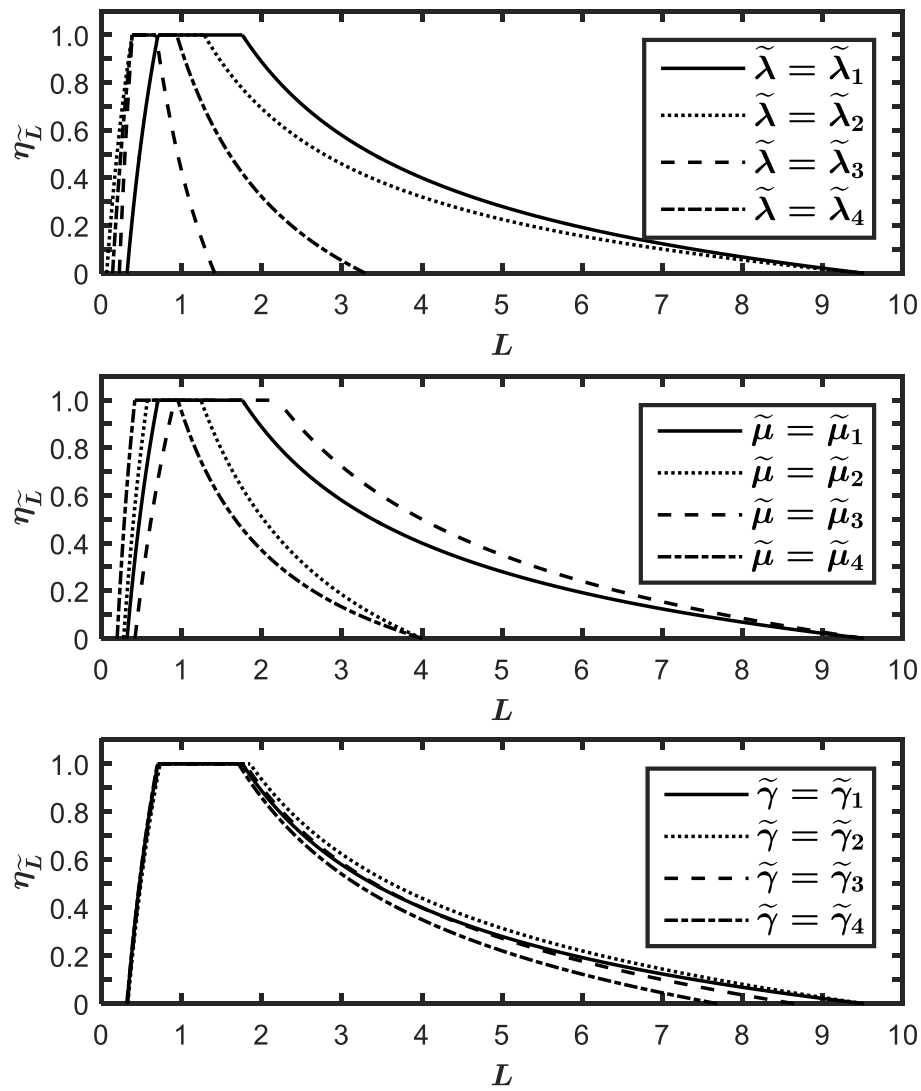 1.0
0.8
0.6
0.4
0.2
0
η_L̃
λ̃ = λ̃₁
λ̃ = λ̃₂
λ̃ = λ̃₃
λ̃ = λ̃₄
0 1 2 3 4 5 6 7 8 9 10
L
1.0
0.8
0.6
0.4
0.2
0
η_L̃
μ̃ = μ̃₁
μ̃ = μ̃₂
μ̃ = μ̃₃
μ̃ = μ̃₄
0 1 2 3 4 5 6 7 8 9 10
L
1.0
0.8
0.6
0.4
0.2
0
η_L̃
γ̃ = γ̃₁
γ̃ = γ̃₂
γ̃ = γ̃₃
γ̃ = γ̃₄
0 1 2 3 4 5 6 7 8 9 10
L